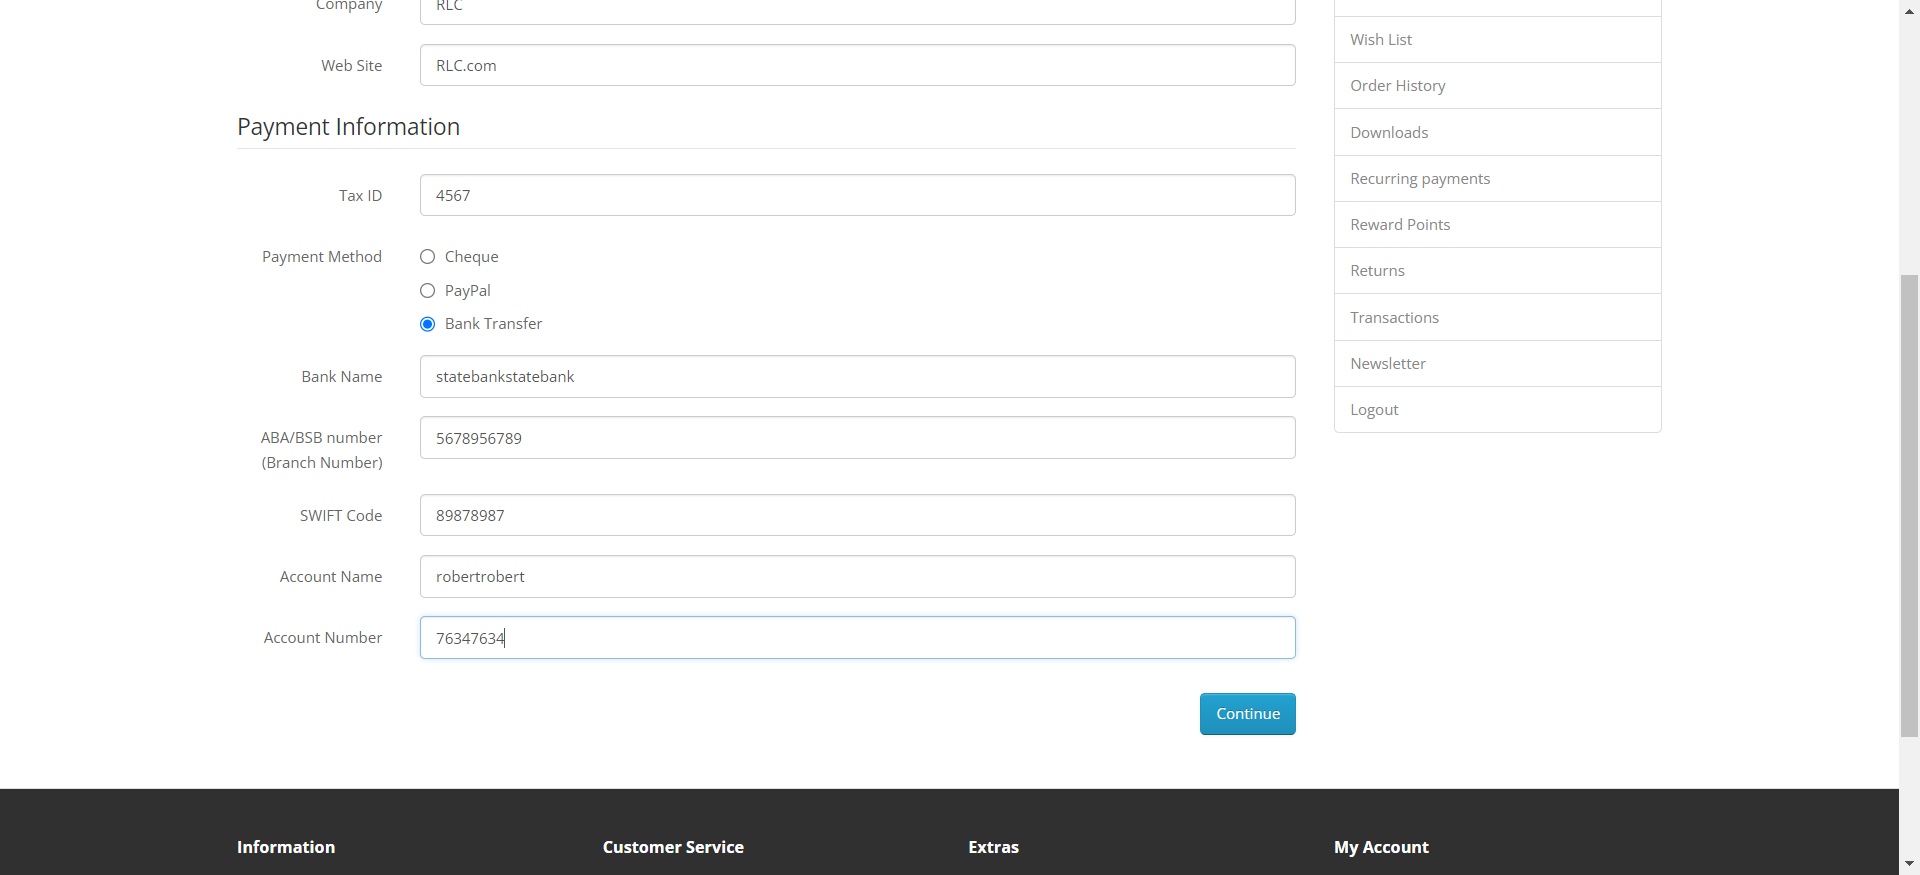 Company
RLC
Web Site
RLC.com
Payment Information
Tax ID
4567
Payment Method
Cheque
PayPal
Bank Transfer
Bank Name
statebankstatebank
ABA/BSB number
(Branch Number)
5678956789
SWIFT Code
89878987
Account Name
robertrobert
Account Number
76347634
Continue
Wish List
Order History
Downloads
Recurring payments
Reward Points
Returns
Transactions
Newsletter
Logout
Information
Customer Service
Extras
My Account